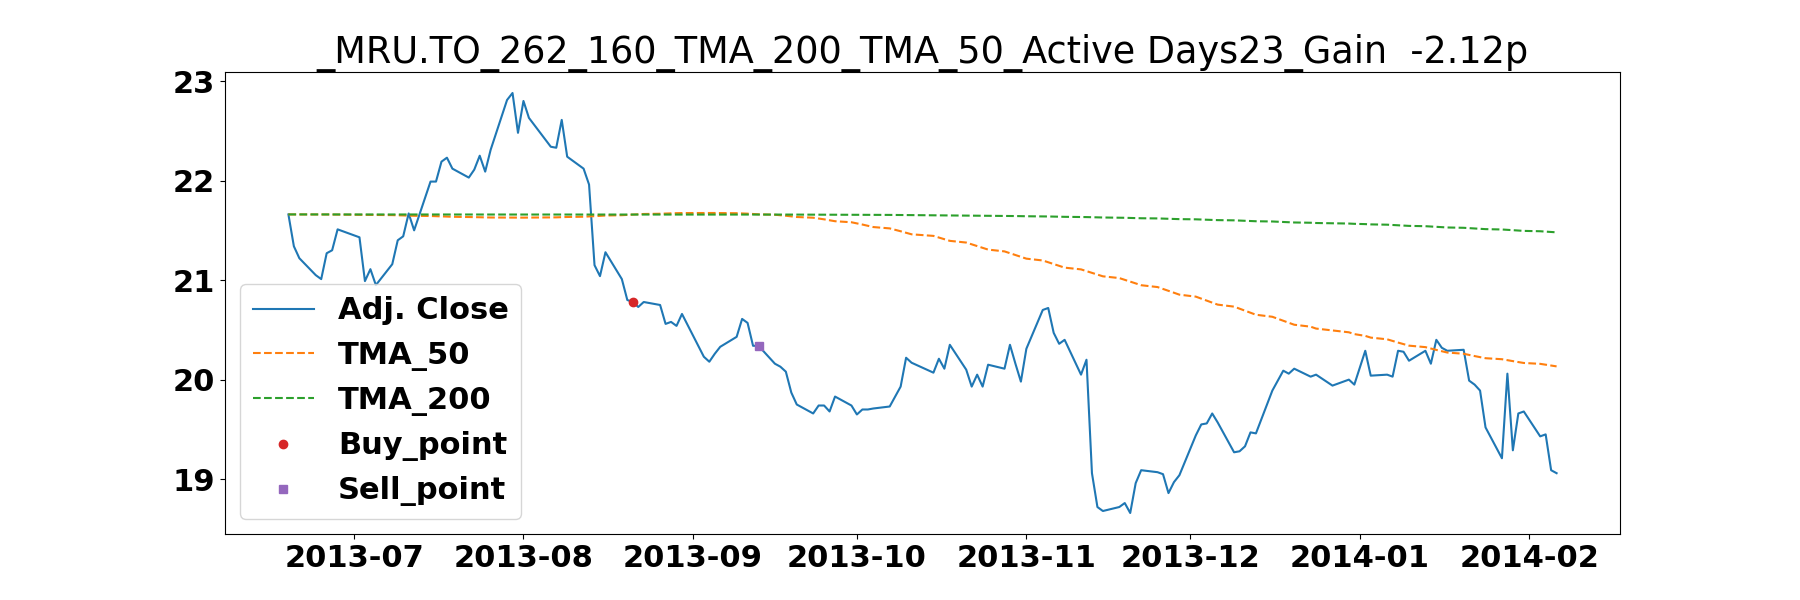 _MRU.TO_262_160_TMA_200_TMA_50_Active Days23_Gain  -2.12p
23
22
21
20
19
Adj. Close
TMA_50
TMA_200
Buy_point
Sell_point
2013-07 2013-08 2013-09 2013-10 2013-11 2013-12 2014-01 2014-02